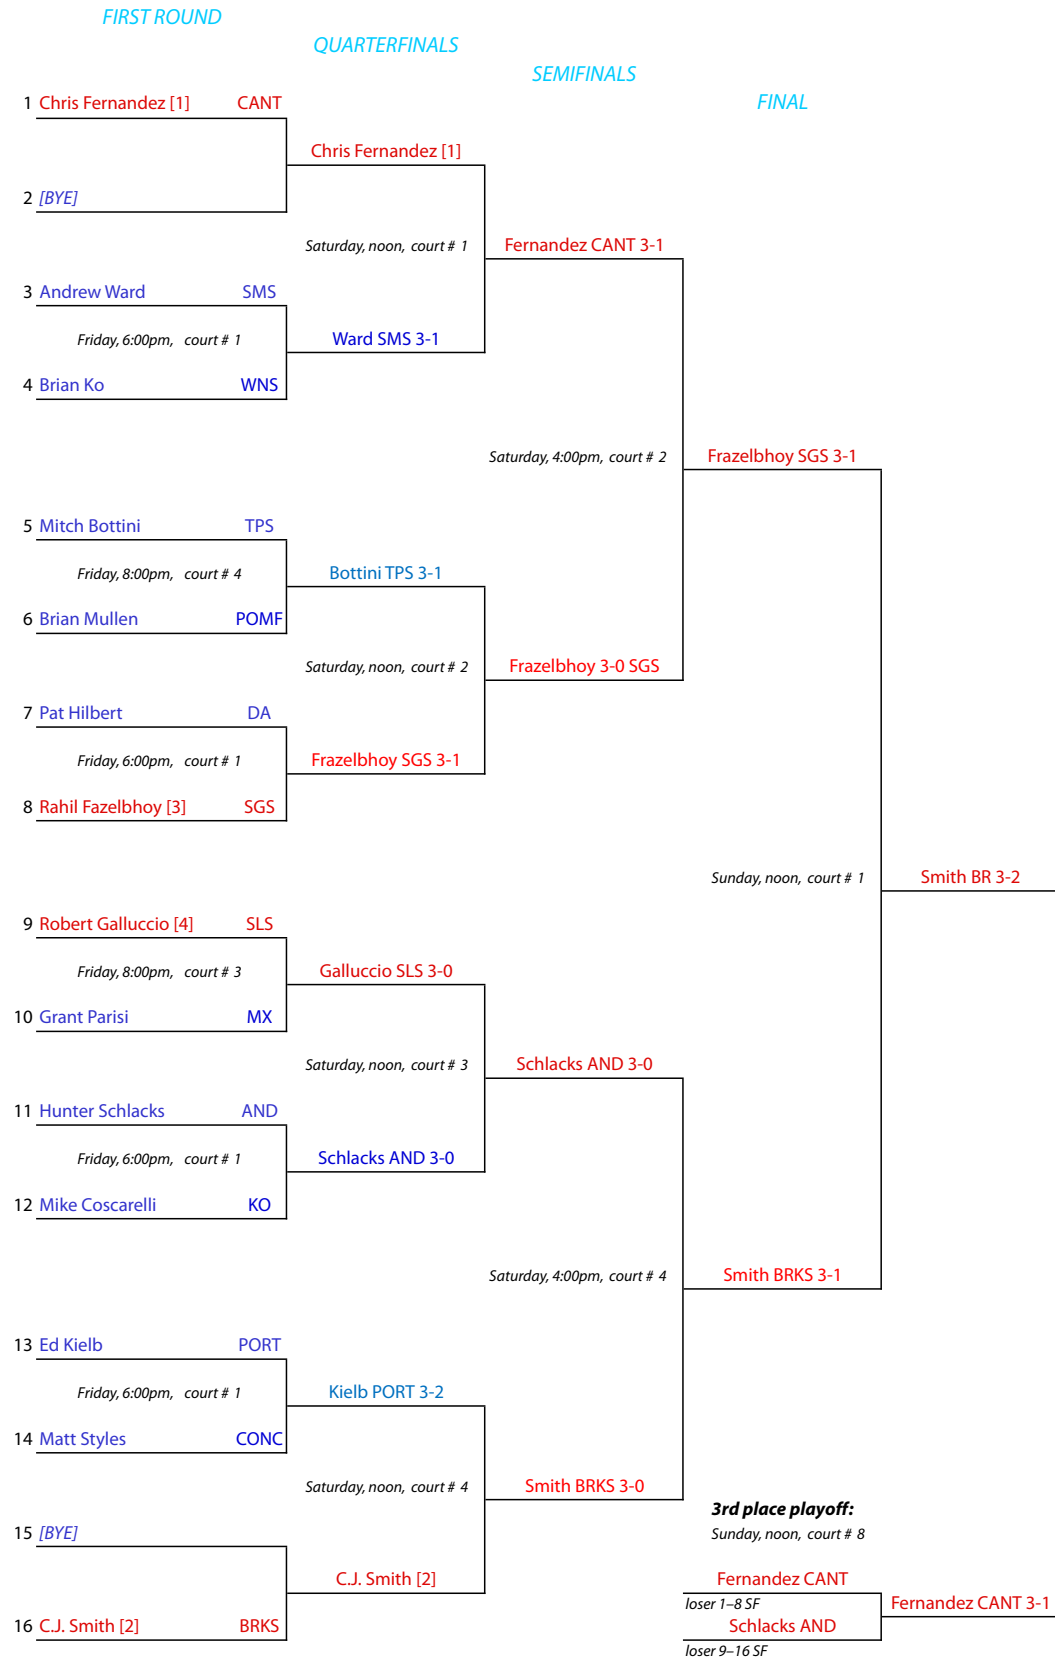 FIRST ROUND
QUARTERFINALS
SEMIFINALS
FINAL
1 Chris Fernandez [1] CANT
Chris Fernandez [1]
2 [BYE]
Saturday, noon, court # 1
Fernandez CANT 3-1
3 Andrew Ward SMS
Friday, 6:00pm, court # 1
Ward SMS 3-1
4 Brian Ko WNS
Saturday, 4:00pm, court # 2
Frazelbhoy SGS 3-1
5 Mitch Bottini TPS
Friday, 8:00pm, court # 4
Bottini TPS 3-1
6 Brian Mullen POMF
Saturday, noon, court # 2
Frazelbhoy 3-0 SGS
7 Pat Hilbert DA
Friday, 6:00pm, court # 1
Frazelbhoy SGS 3-1
8 Rahil Fazelbhoy [3] SGS
Sunday, noon, court # 1
Smith BR 3-2
9 Robert Galluccio [4] SLS
Friday, 8:00pm, court # 3
Galluccio SLS 3-0
10 Grant Parisi MX
Saturday, noon, court # 3
Schlacks AND 3-0
11 Hunter Schlacks AND
Friday, 6:00pm, court # 1
Schlacks AND 3-0
12 Mike Coscarelli KO
Saturday, 4:00pm, court # 4
Smith BRKS 3-1
13 Ed Kielb PORT
Friday, 6:00pm, court # 1
Kielb PORT 3-2
14 Matt Styles CONC
Saturday, noon, court # 4
Smith BRKS 3-0
15 [BYE]
C.J. Smith [2]
16 C.J. Smith [2] BRKS
3rd place playoff:
Sunday, noon, court # 8
Fernandez CANT
loser 1–8 SF
Fernandez CANT 3-1
Schlacks AND
loser 9–16 SF